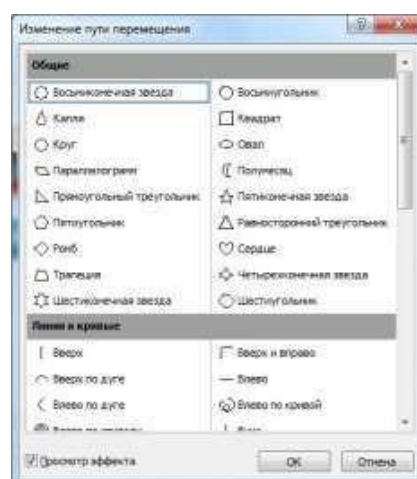 Изменение пути перемещения
Общие
Восьмиконечная звезда Восьмиугольник
Капля Квадрат
Круг Овал
Параллелограмм Полумесяц
Прямоугольный треугольник Пятиконечная звезда
Пятиугольник Равносторонний треугольник
Ромб Сердце
Трапеция Четырехконечная звезда
Шестиконечная звезда Шестиугольник
Линии и кривые
Вверх Вверх и вправо
Вверх по дуге Влево
Влево по дуге Влево по кривой
Просмотр эффекта ОК Отмена